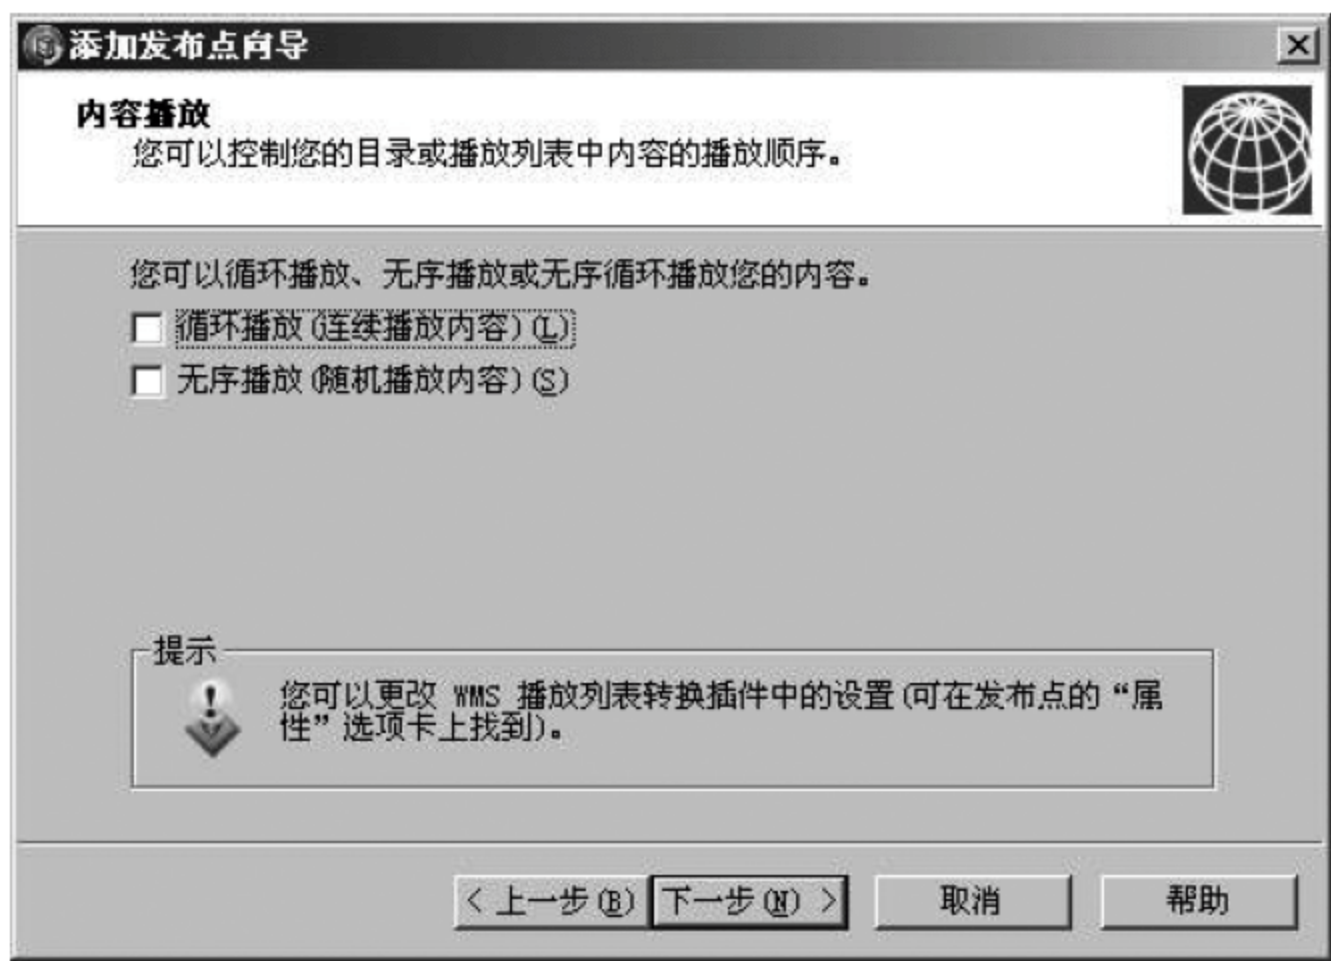 添加发布点向导
内容播放
您可以控制您的目录或播放列表中内容的播放顺序。
您可以循环播放、无序播放或无序循环播放您的内容。
循环播放(连续播放内容)(L)
无序播放(随机播放内容)(S)
提示
您可以更改 WMS 播放列表转换插件中的设置(可在发布点的“属
性”选项卡上找到)。
< 上一步(B) 下一步(N) > 取消 帮助